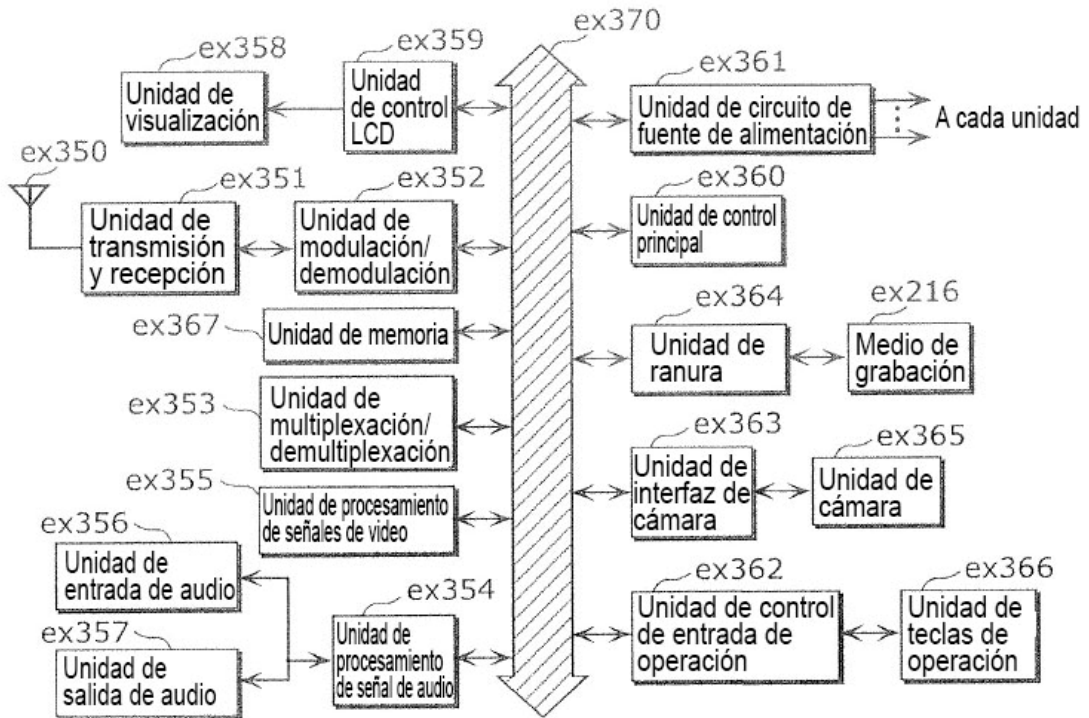 ex370
ex358
Unidad de
visualización
ex359
Unidad
de control
LCD
ex361
Unidad de circuito de
fuente de alimentación
A cada unidad
ex350
ex351
Unidad de
transmisión
y recepción
ex352
Unidad de
modulación/
demodulación
ex360
Unidad de control
principal
ex367
Unidad de memoria
ex364
Unidad de
ranura
ex216
Medio de
grabación
ex353
Unidad de
multiplexación/
demultiplexación
ex363
Unidad de
interfaz de
cámara
ex365
Unidad de
cámara
ex355
Unidad de procesamiento
de señales de video
ex356
Unidad de
entrada de audio
ex354
Unidad de
procesamiento
de señal de audio
ex357
Unidad de
salida de audio
ex362
Unidad de control
de entrada de
operación
ex366
Unidad de
teclas de
operación